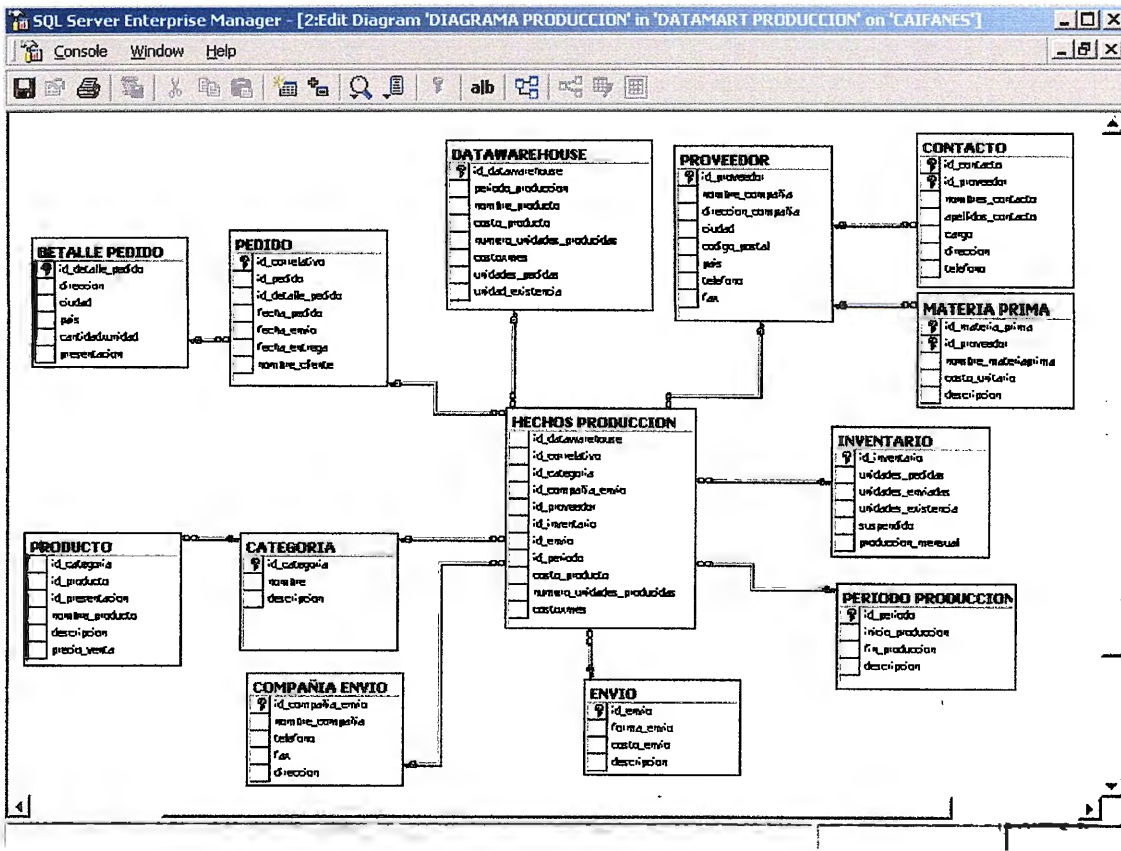 SQL Server Enterprise Manager - [2:Edit Diagram 'DIAGRAMA PRODUCCION' in 'DATAMART PRODUCCION' on 'CAIFANES']
Console Window Help
alb
DATAWAREHOUSE
id_datawarehouse
periodo_produccion
nombre_producto
costo_producto
numero_unidades_producidas
costoxmes
unidades_pedidas
unidad_existencia
PROVEEDOR
id_proveedor
nombre_compañia
direccion_compañia
ciudad
codigo_postal
pais
telefono
fax
CONTACTO
id_contacto
id_proveedor
nombres_contacto
apellidos_contacto
cargo
direccion
telefono
DETALLE PEDIDO
id_detalle_pedido
direccion
ciudad
pais
cantidadxunidad
presentacion
PEDIDO
id_correlativo
id_pedido
id_detalle_pedido
fecha_pedido
fecha_envio
fecha_entrega
nombre_cliente
MATERIA PRIMA
id_materia_prima
id_proveedor
nombre_materiaprima
costo_unitario
descripcion
HECHOS PRODUCCION
id_datawarehouse
id_correlativo
id_categoria
id_compañia_envio
id_proveedor
id_inventario
id_envio
id_periodo
costo_producto
numero_unidades_producidas
costoxmes
INVENTARIO
id_inventario
unidades_pedidas
unidades_enviadas
unidades_existencia
suspendido
produccion_mensual
PRODUCTO
id_categoria
id_producto
id_presentacion
nombre_producto
descripcion
precio_venta
CATEGORIA
id_categoria
nombre
descripcion
PERIODO PRODUCCION
id_periodo
inicio_produccion
fin_produccion
descripcion
COMPAÑIA ENVIO
id_compañia_envio
nombre_compañia
telefono
fax
direccion
ENVIO
id_envio
forma_envio
costo_envio
descripcion